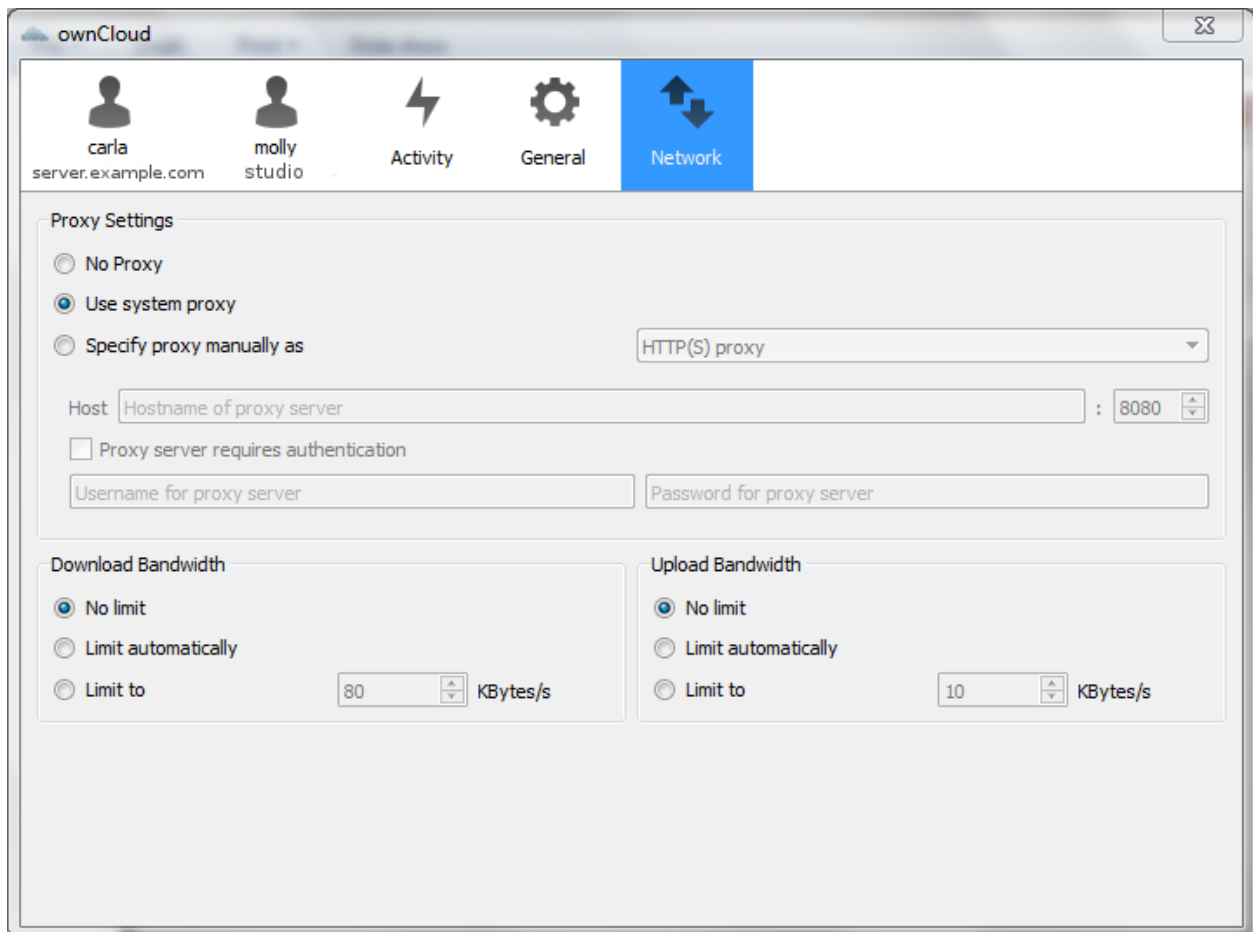 ownCloud
carla
server.example.com
molly
studio
Activity
General
Network
Proxy Settings
No Proxy
Use system proxy
Specify proxy manually as HTTP(S) proxy
Host Hostname of proxy server : 8080
Proxy server requires authentication
Username for proxy server Password for proxy server
Download Bandwidth
No limit
Limit automatically
Limit to 80 KBytes/s
Upload Bandwidth
No limit
Limit automatically
Limit to 10 KBytes/s